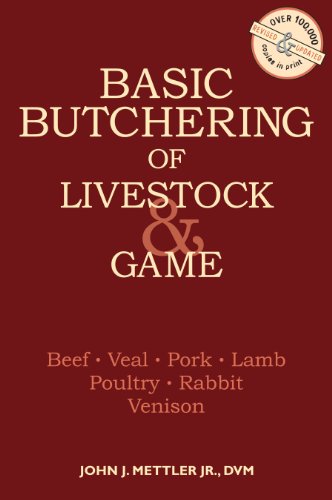 OVER 100,000
REVISED & UPDATED
copies in print
BASIC
BUTCHERING
OF
LIVESTOCK
&
GAME
Beef · Veal · Pork · Lamb
Poultry · Rabbit
Venison
JOHN J. METTLER JR., DVM